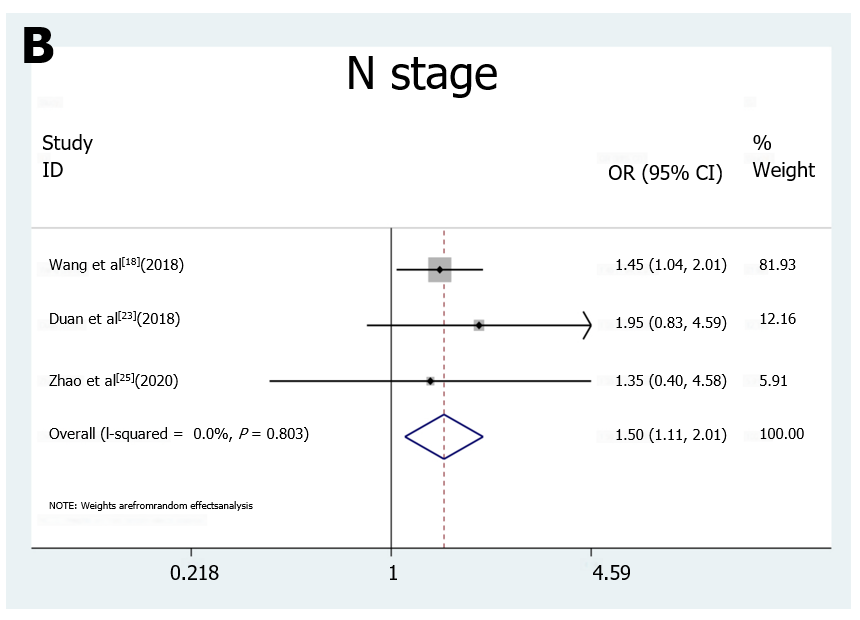 B
N stage
Study
ID
OR (95% CI)
%
Weight
Wang et al[18](2018) 1.45 (1.04, 2.01) 81.93
Duan et al[23](2018) 1.95 (0.83, 4.59) 12.16
Zhao et al[25](2020) 1.35 (0.40, 4.58) 5.91
Overall (l-squared = 0.0%, P = 0.803) 1.50 (1.11, 2.01) 100.00
NOTE: Weights arefromrandom effectsanalysis
0.218 1 4.59